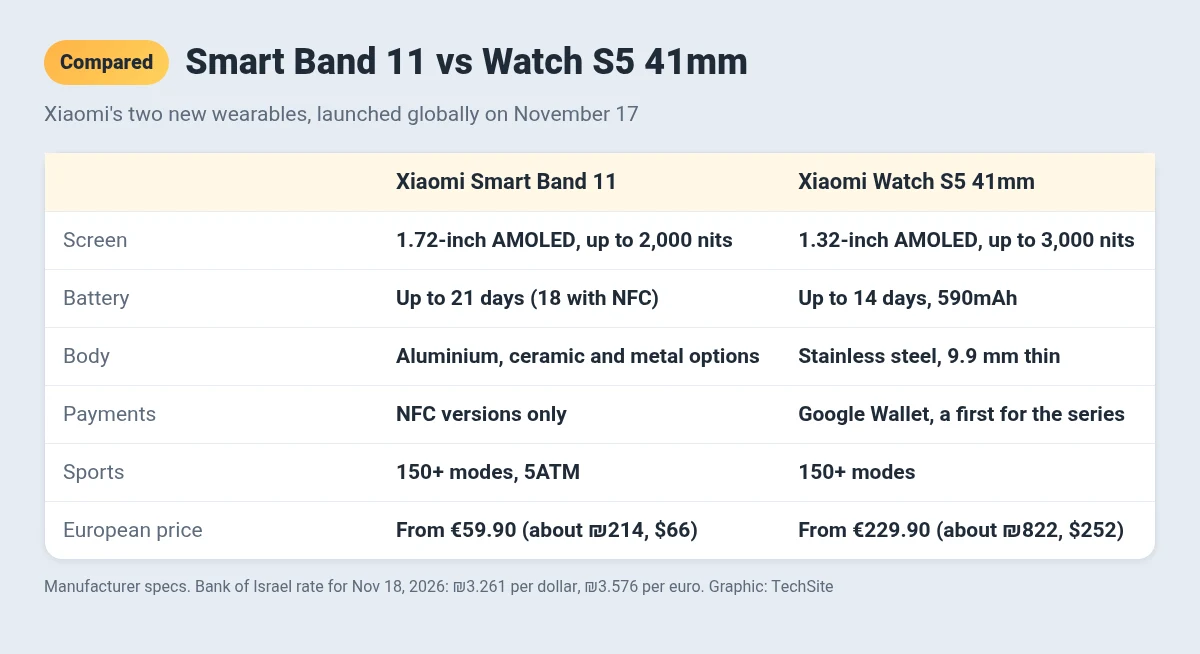 Compared
Smart Band 11 vs Watch S5 41mm
Xiaomi's two new wearables, launched globally on November 17
Xiaomi Smart Band 11 Xiaomi Watch S5 41mm
Screen 1.72-inch AMOLED, up to 2,000 nits 1.32-inch AMOLED, up to 3,000 nits
Battery Up to 21 days (18 with NFC) Up to 14 days, 590mAh
Body Aluminium, ceramic and metal options Stainless steel, 9.9 mm thin
Payments NFC versions only Google Wallet, a first for the series
Sports 150+ modes, 5ATM 150+ modes
European price From €59.90 (about ₪214, $66) From €229.90 (about ₪822, $252)
Manufacturer specs. Bank of Israel rate for Nov 18, 2026: ₪3.261 per dollar, ₪3.576 per euro. Graphic: TechSite